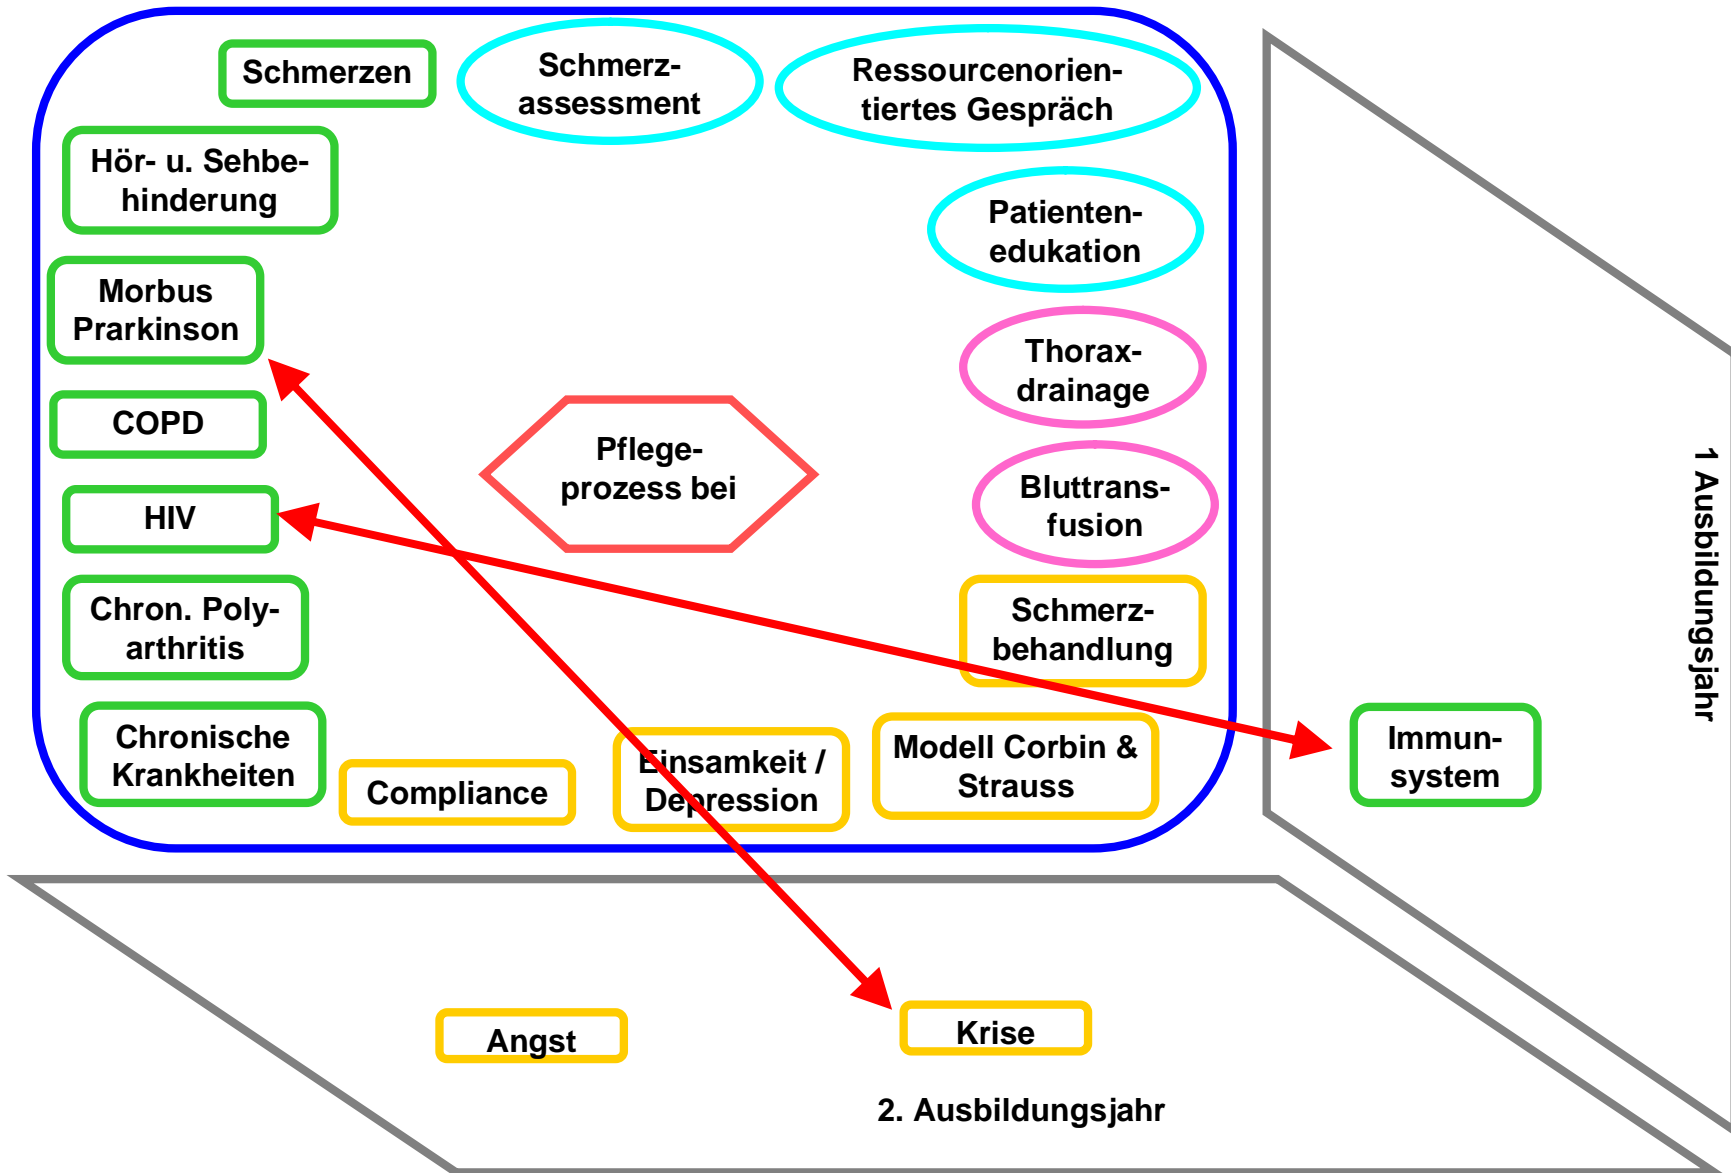 Schmerzen
Schmerz-
assessment
Ressourcenorien-
tiertes Gespräch
Hör- u. Sehbe-
hinderung
Patienten-
edukation
Morbus
Prarkinson
Thorax-
drainage
COPD
Pflege-
prozess bei
HIV
Bluttrans-
fusion
Chron. Poly-
arthritis
Schmerz-
behandlung
Chronische
Krankheiten
Compliance
Einsamkeit /
Depression
Modell Corbin &
Strauss
Immun-
system
1 Ausbildungsjahr
Angst
Krise
2. Ausbildungsjahr